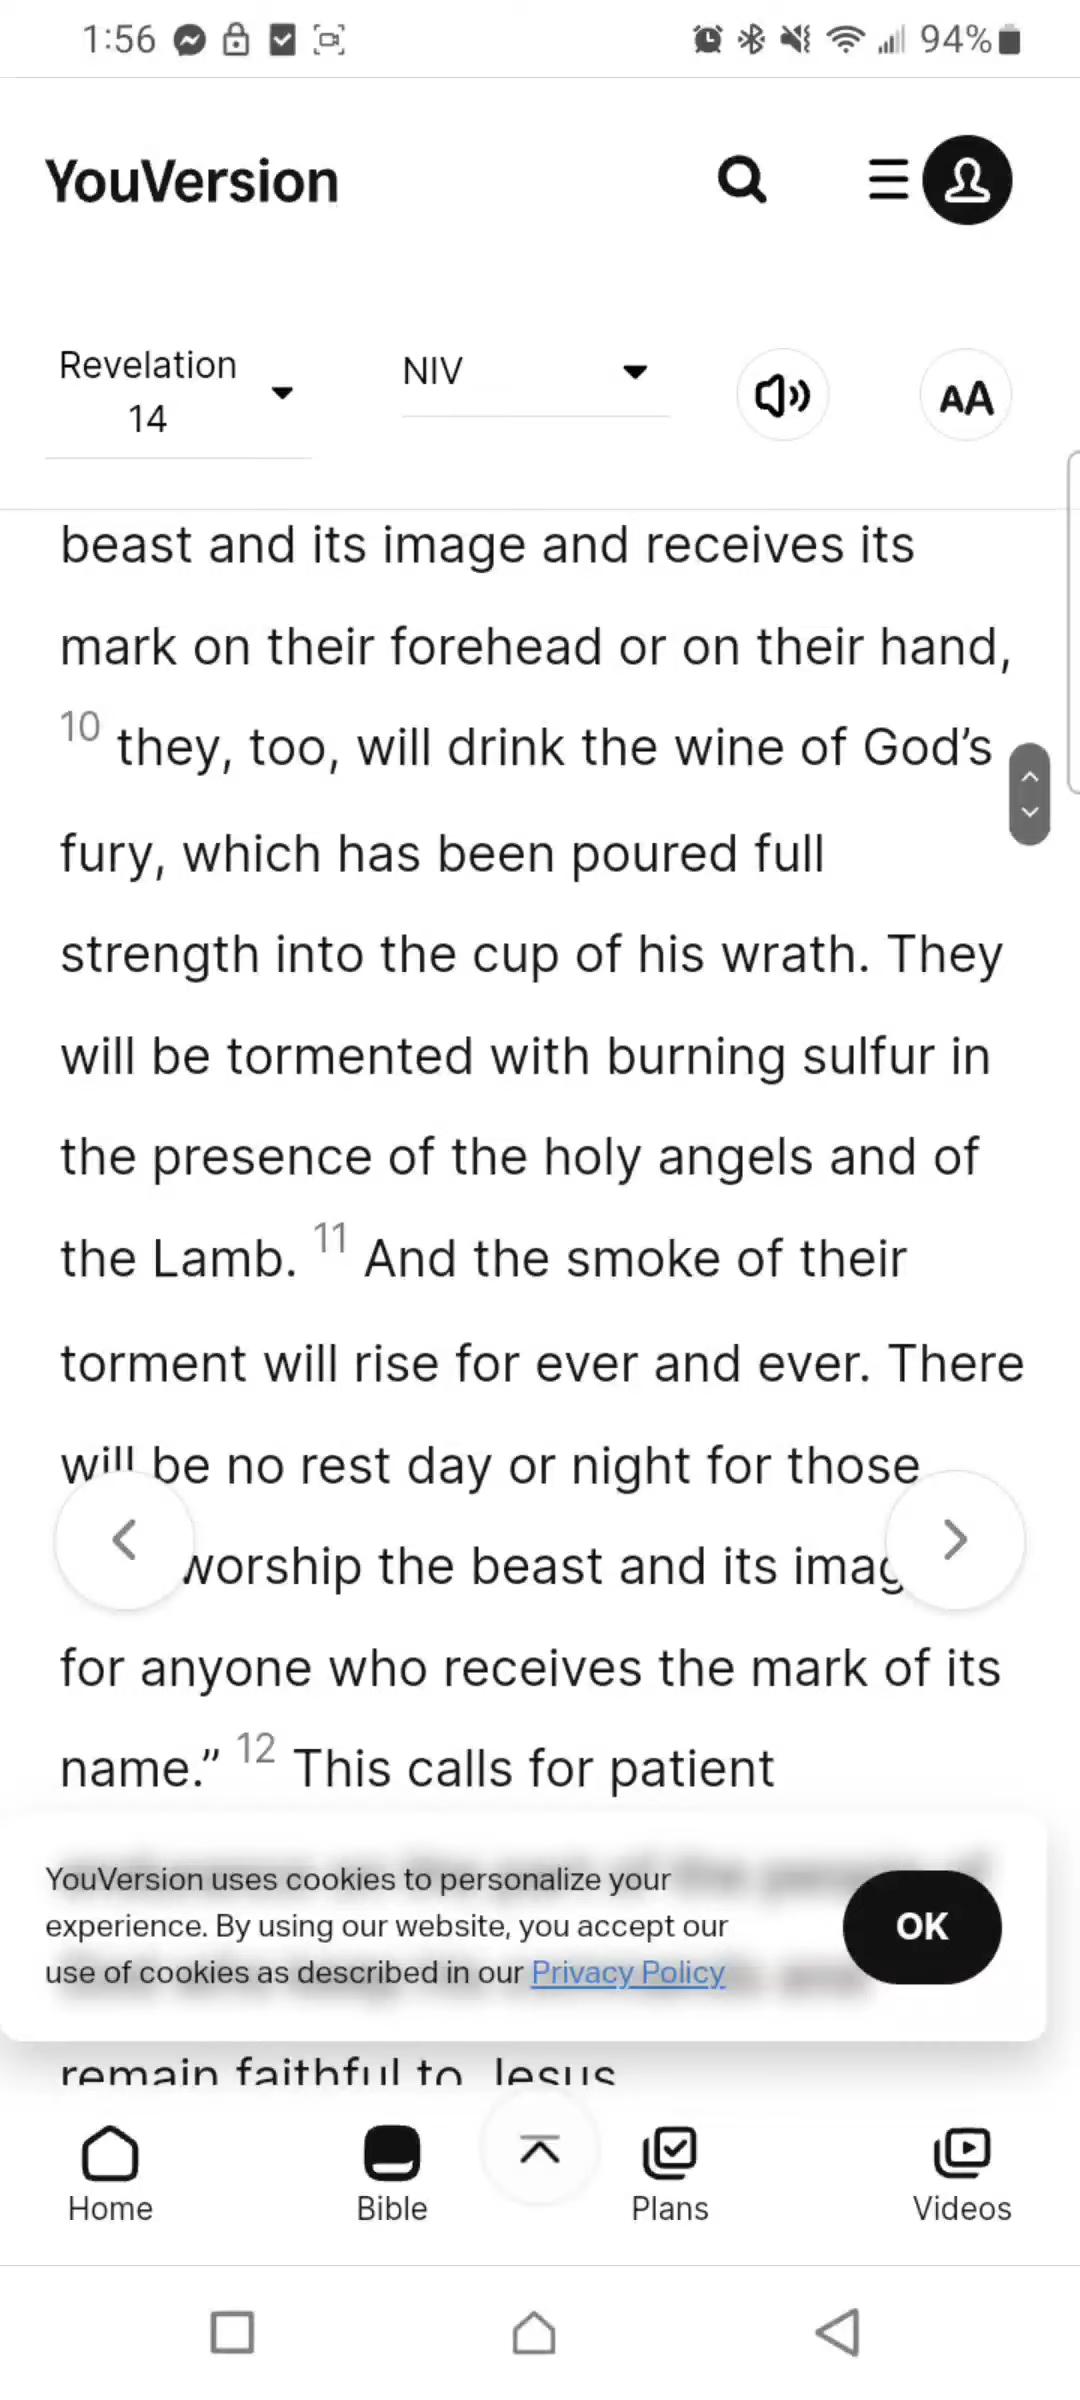 1:56 94%
YouVersion
Revelation
14
NIV
AA
beast and its image and receives its
mark on their forehead or on their hand,
10 they, too, will drink the wine of God’s
fury, which has been poured full
strength into the cup of his wrath. They
will be tormented with burning sulfur in
the presence of the holy angels and of
the Lamb. 11 And the smoke of their
torment will rise for ever and ever. There
will be no rest day or night for those
worship the beast and its
for anyone who receives the mark of its
name.” 12 This calls for patient
YouVersion uses cookies to personalize your
experience. By using our website, you accept our
use of cookies as described in our Privacy Policy
OK
remain faithful to Jesus
Home
Bible
Plans
Videos